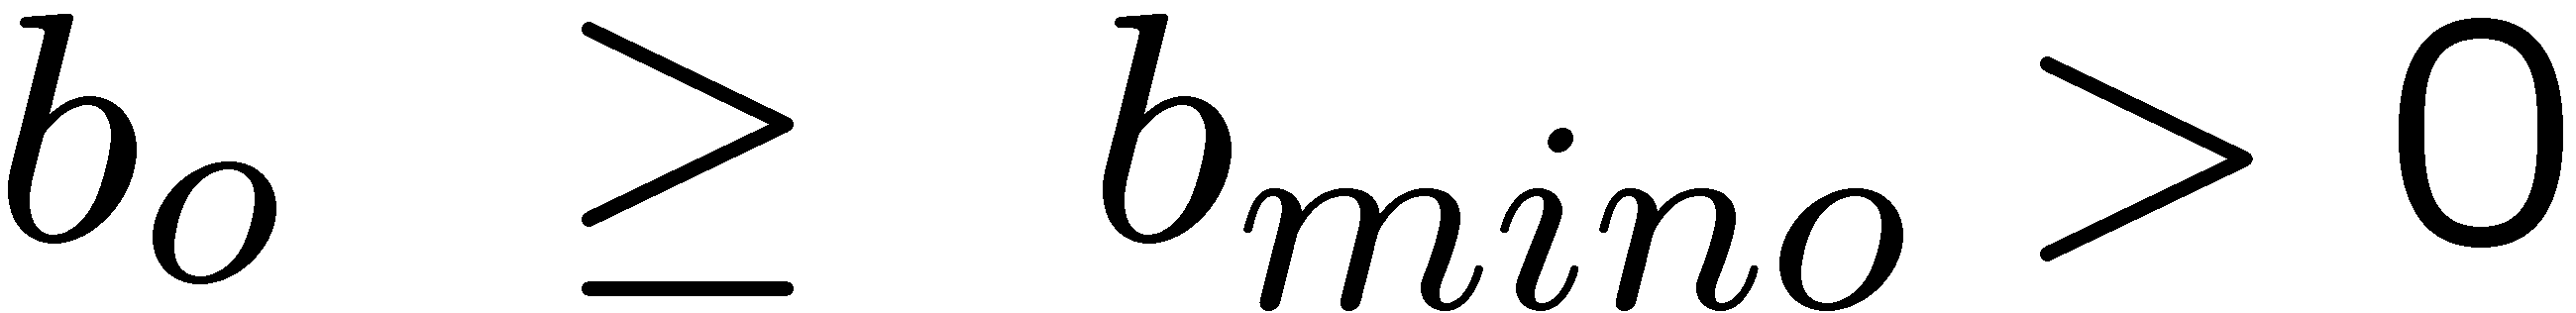 b_o ≥ b_{mino} > 0